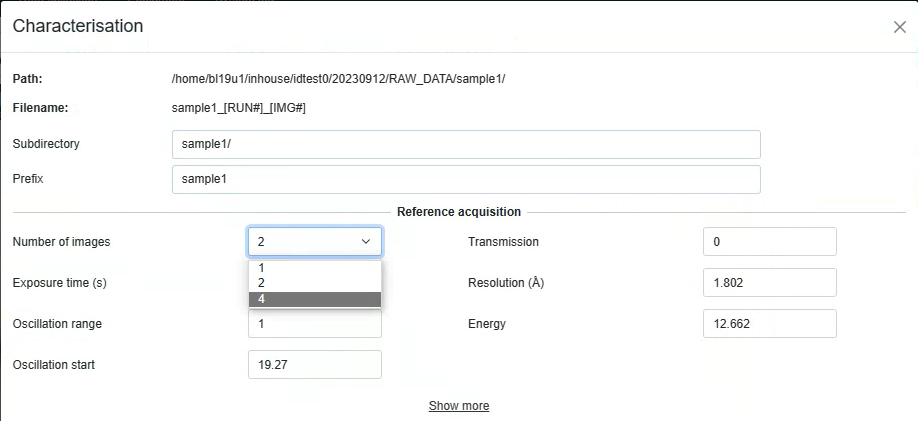 Characterisation
Path: /home/bl19u1/inhouse/idtest0/20230912/RAW_DATA/sample1/
Filename: sample1_[RUN#]_[IMG#]
Subdirectory sample1/
Prefix sample1
Reference acquisition
Number of images 2 Transmission 0
1
Exposure time (s) 2 Resolution (Å) 1.802
4
Oscillation range 1 Energy 12.662
Oscillation start 19.27
Show more